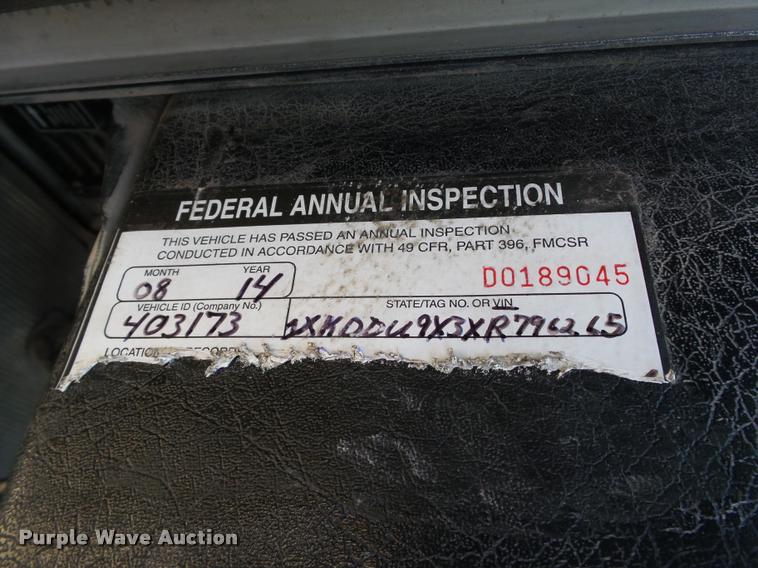 FEDERAL ANNUAL INSPECTION
THIS VEHICLE HAS PASSED AN ANNUAL INSPECTION
CONDUCTED IN ACCORDANCE WITH 49 CFR, PART 396, FMCSR
MONTH YEAR
08 14
D0189045
VEHICLE ID (Company No.) STATE/TAG NO. OR VIN
403173 1XKDDU9X3XR796265
Purple Wave Auction